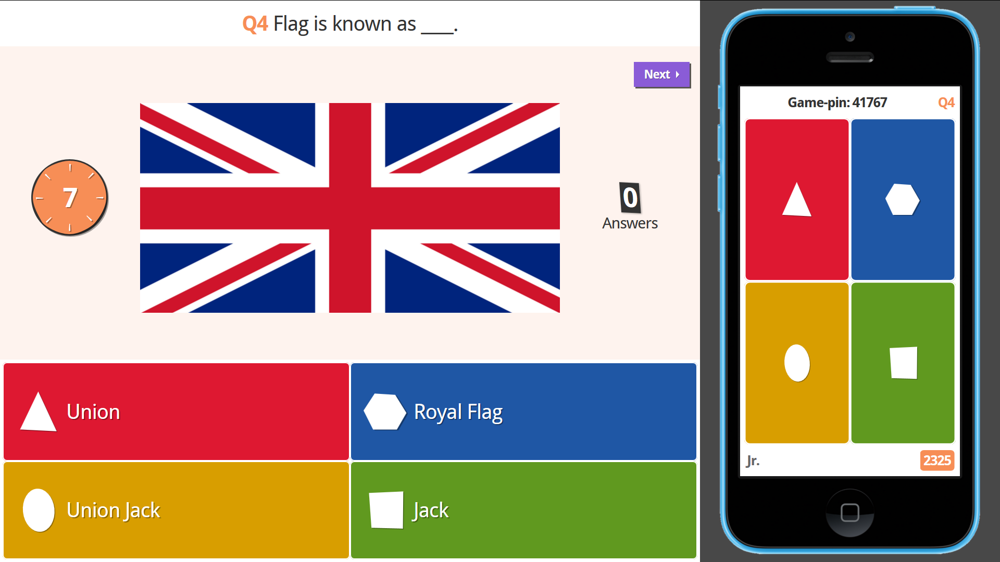 Q4 Flag is known as ____.
Next
7
0
Answers
Union
Royal Flag
Union Jack
Jack
Game-pin: 41767 Q4
Jr. 2325